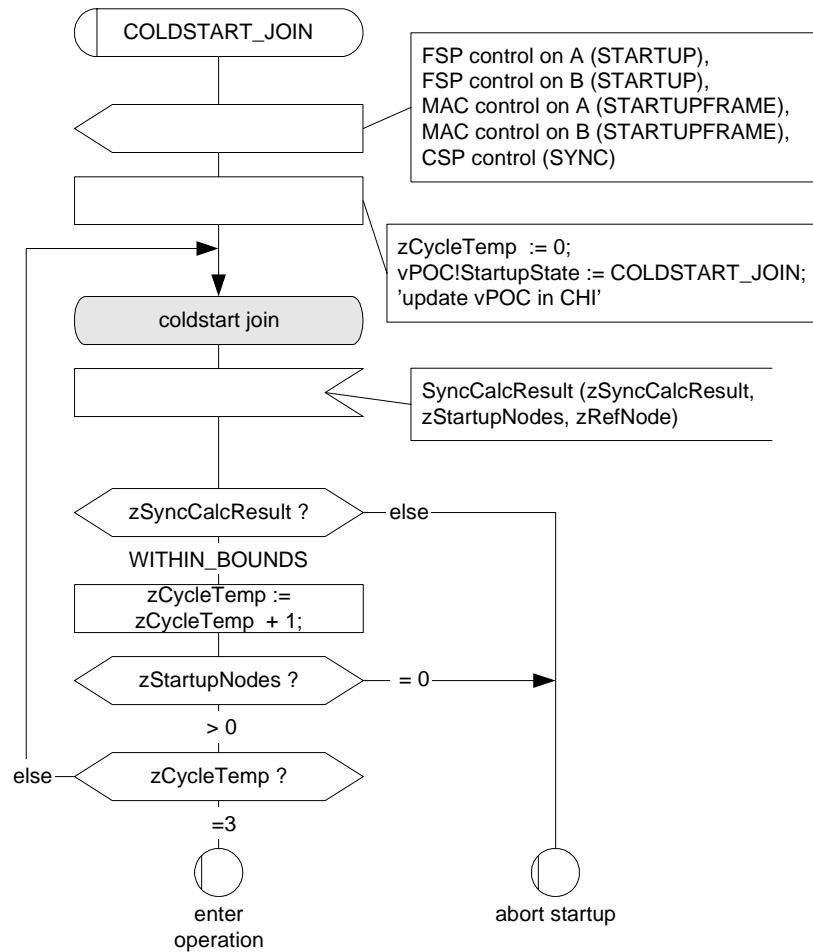 COLDSTART_JOIN
FSP control on A (STARTUP),
FSP control on B (STARTUP),
MAC control on A (STARTUPFRAME),
MAC control on B (STARTUPFRAME),
CSP control (SYNC)
zCycleTemp := 0;
vPOC!StartupState := COLDSTART_JOIN;
'update vPOC in CHI'
coldstart join
SyncCalcResult (zSyncCalcResult,
zStartupNodes, zRefNode)
zSyncCalcResult ?
else
WITHIN_BOUNDS
zCycleTemp :=
zCycleTemp + 1;
zStartupNodes ?
= 0
> 0
else
zCycleTemp ?
=3
enter
operation
abort startup